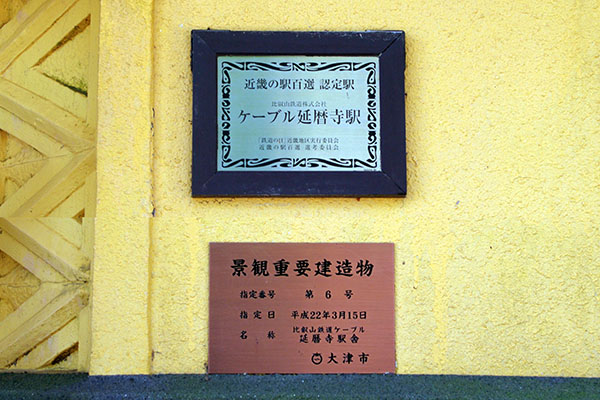 近畿の駅百選 認定駅
比叡山鉄道株式会社
ケーブル延暦寺駅
「鉄道の日」近畿地区実行委員会
近畿の駅百選 選考委員会
景観重要建造物
指定番号 第6号
指定日 平成22年3月15日
名称 比叡山鉄道ケーブル
延暦寺駅舎
大津市